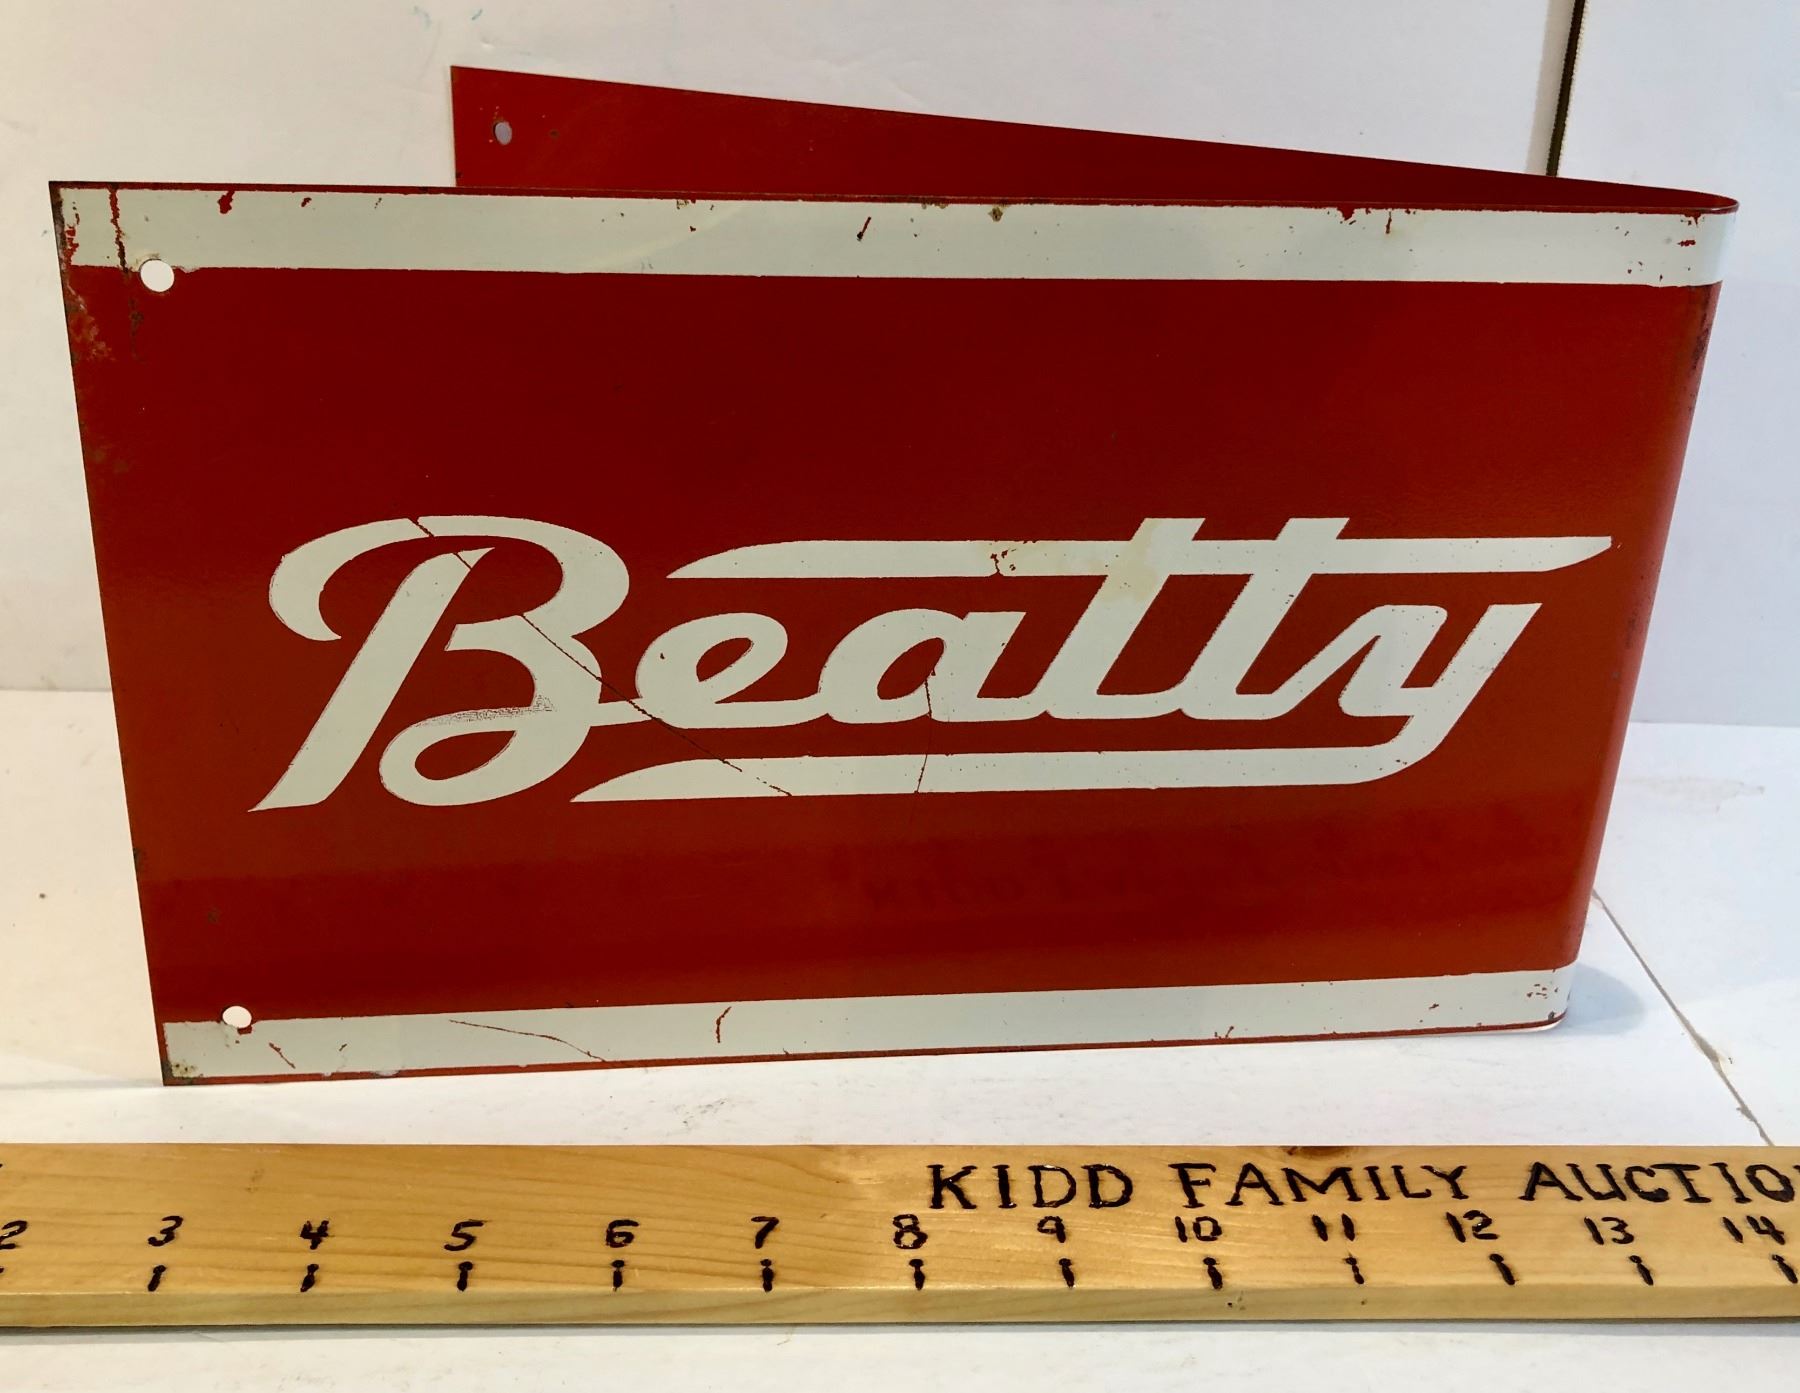 Beatty
KIDD FAMILY AUCTIO
2 3 4 5 6 7 8 9 10 11 12 13 14